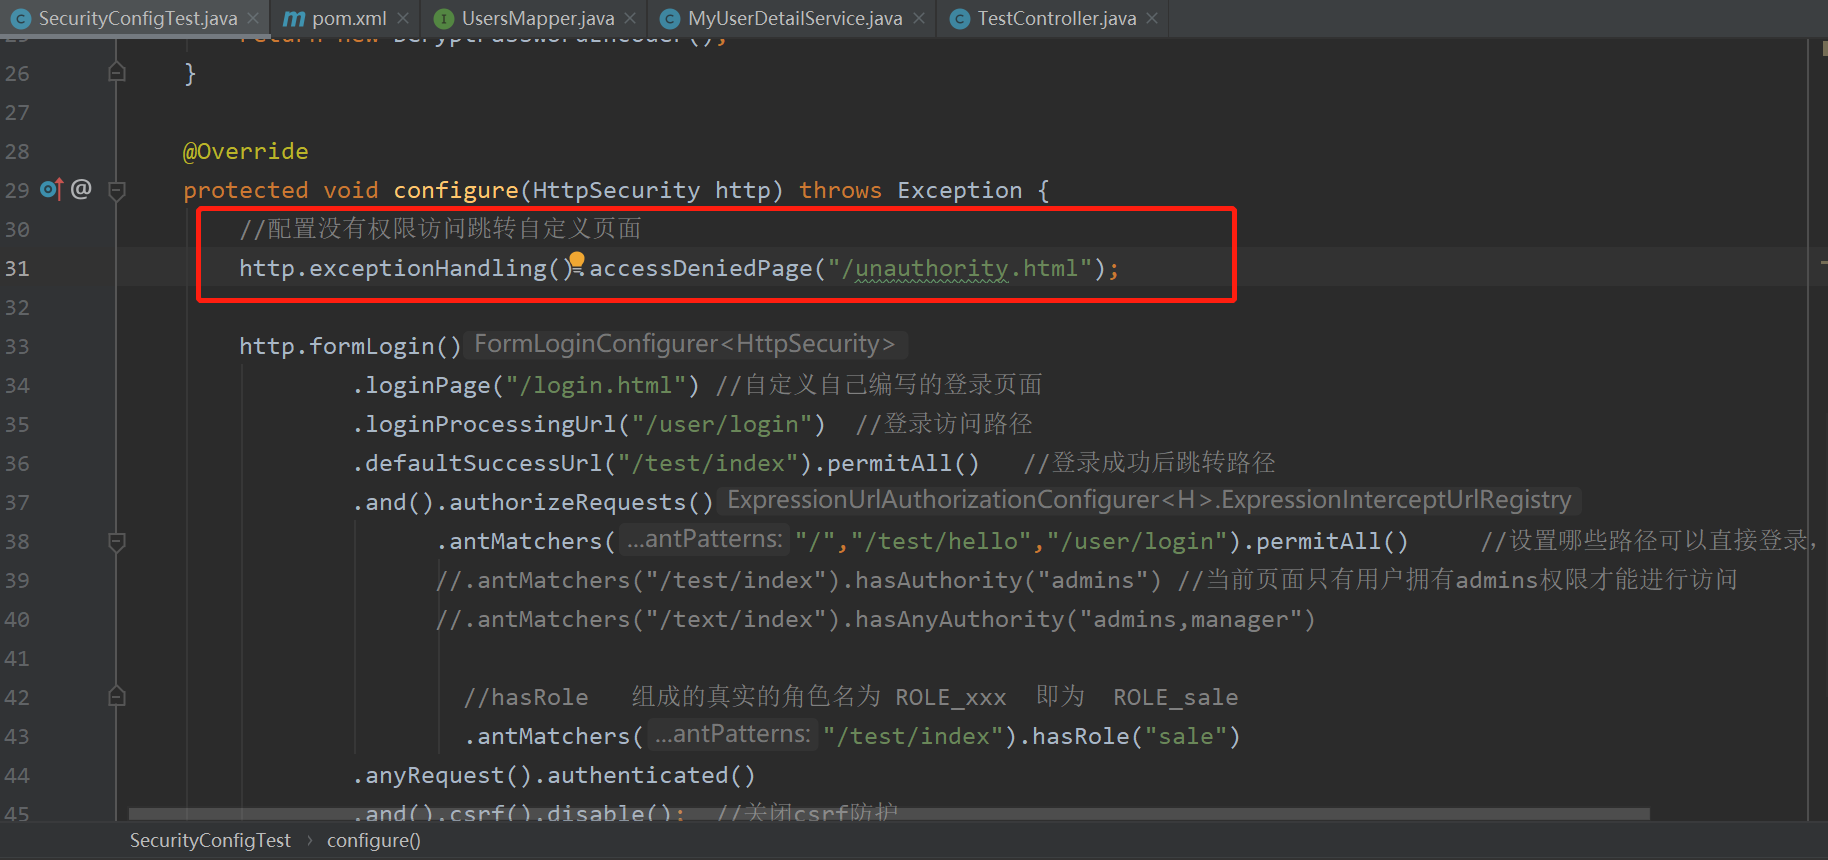 SecurityConfigTest.java pom.xml UsersMapper.java MyUserDetailService.java TestController.java
25 return new BCryptPasswordEncoder();
26 }
27
28 @Override
29 @ protected void configure(HttpSecurity http) throws Exception {
30 //配置没有权限访问跳转自定义页面
31 http.exceptionHandling().accessDeniedPage("/unauthority.html");
32
33 http.formLogin() FormLoginConfigurer<HttpSecurity>
34 .loginPage("/login.html") //自定义自己编写的登录页面
35 .loginProcessingUrl("/user/login") //登录访问路径
36 .defaultSuccessUrl("/test/index").permitAll() //登录成功后跳转路径
37 .and().authorizeRequests() ExpressionUrlAuthorizationConfigurer<H>.ExpressionInterceptUrlRegistry
38 .antMatchers( ...antPatterns: "/","/test/hello","/user/login").permitAll() //设置哪些路径可以直接登录，
39 //.antMatchers("/test/index").hasAuthority("admins") //当前页面只有用户拥有admins权限才能进行访问
40 //.antMatchers("/text/index").hasAnyAuthority("admins,manager")
41
42 //hasRole 组成的真实的角色名为 ROLE_xxx 即为 ROLE_sale
43 .antMatchers( ...antPatterns: "/test/index").hasRole("sale")
44 .anyRequest().authenticated()
45 .and().csrf().disable(); //关闭csrf防护
SecurityConfigTest › configure()